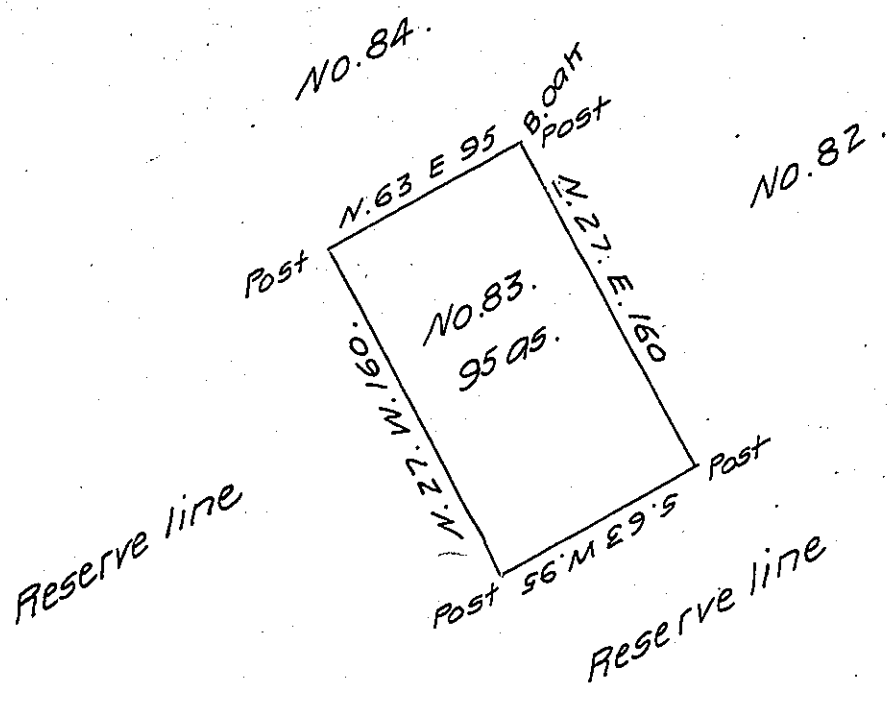 No. 84.
B. Oak
Post
N. 63 E 95
No. 82.
Post
N. 27. E. 160
No. 83.
95 as.
N. 27. W. 160.
Post
S. 63 W. 95
Post
Reserve line
Reserve line